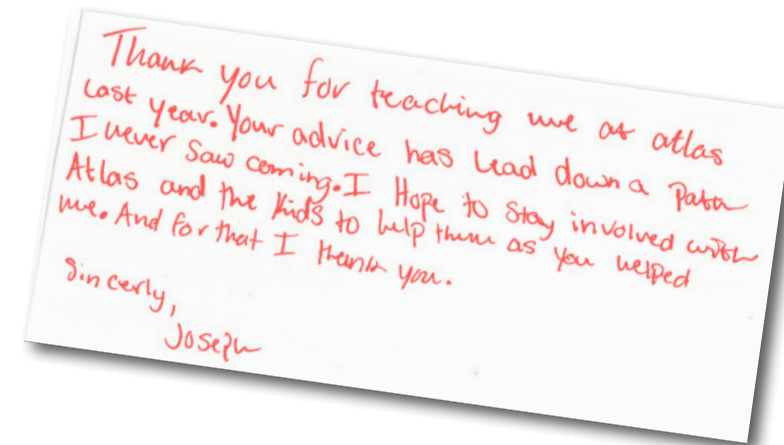 Thank you for teaching me at atlas
Last year. Your advice has lead down a Path
I never Saw coming. I Hope to Stay involved with
Atlas and the kids to help them as you helped
me. And for that I thank you.
Sincerly,
Joseph